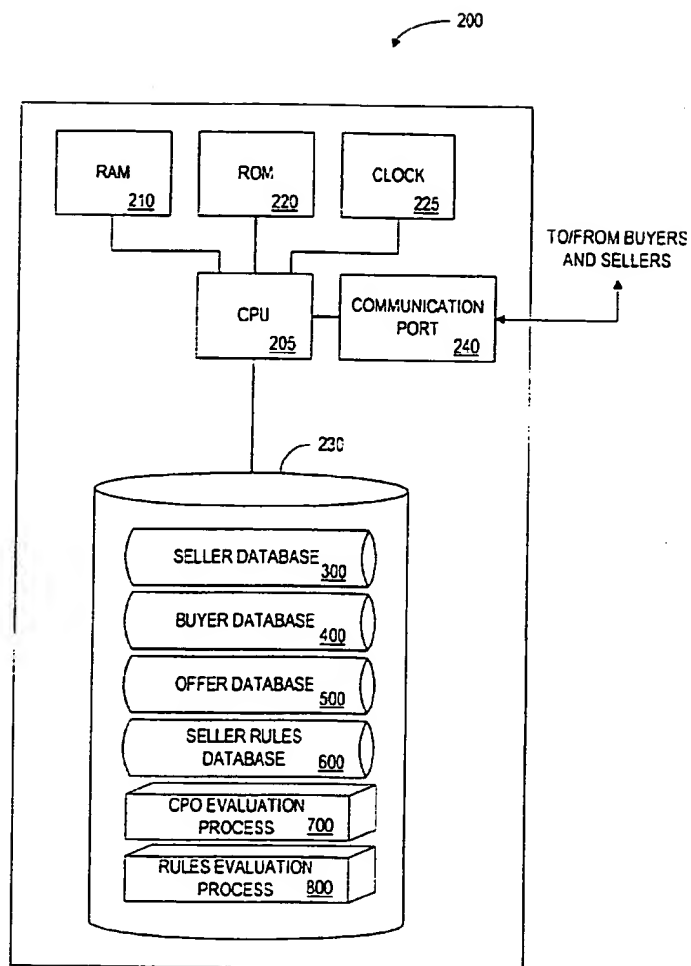 200
RAM
210
ROM
220
CLOCK
225
TO/FROM BUYERS
AND SELLERS
CPU
205
COMMUNICATION
PORT
240
230
SELLER DATABASE
300
BUYER DATABASE
400
OFFER DATABASE
500
SELLER RULES
DATABASE
600
CPO EVALUATION
PROCESS
700
RULES EVALUATION
PROCESS
800